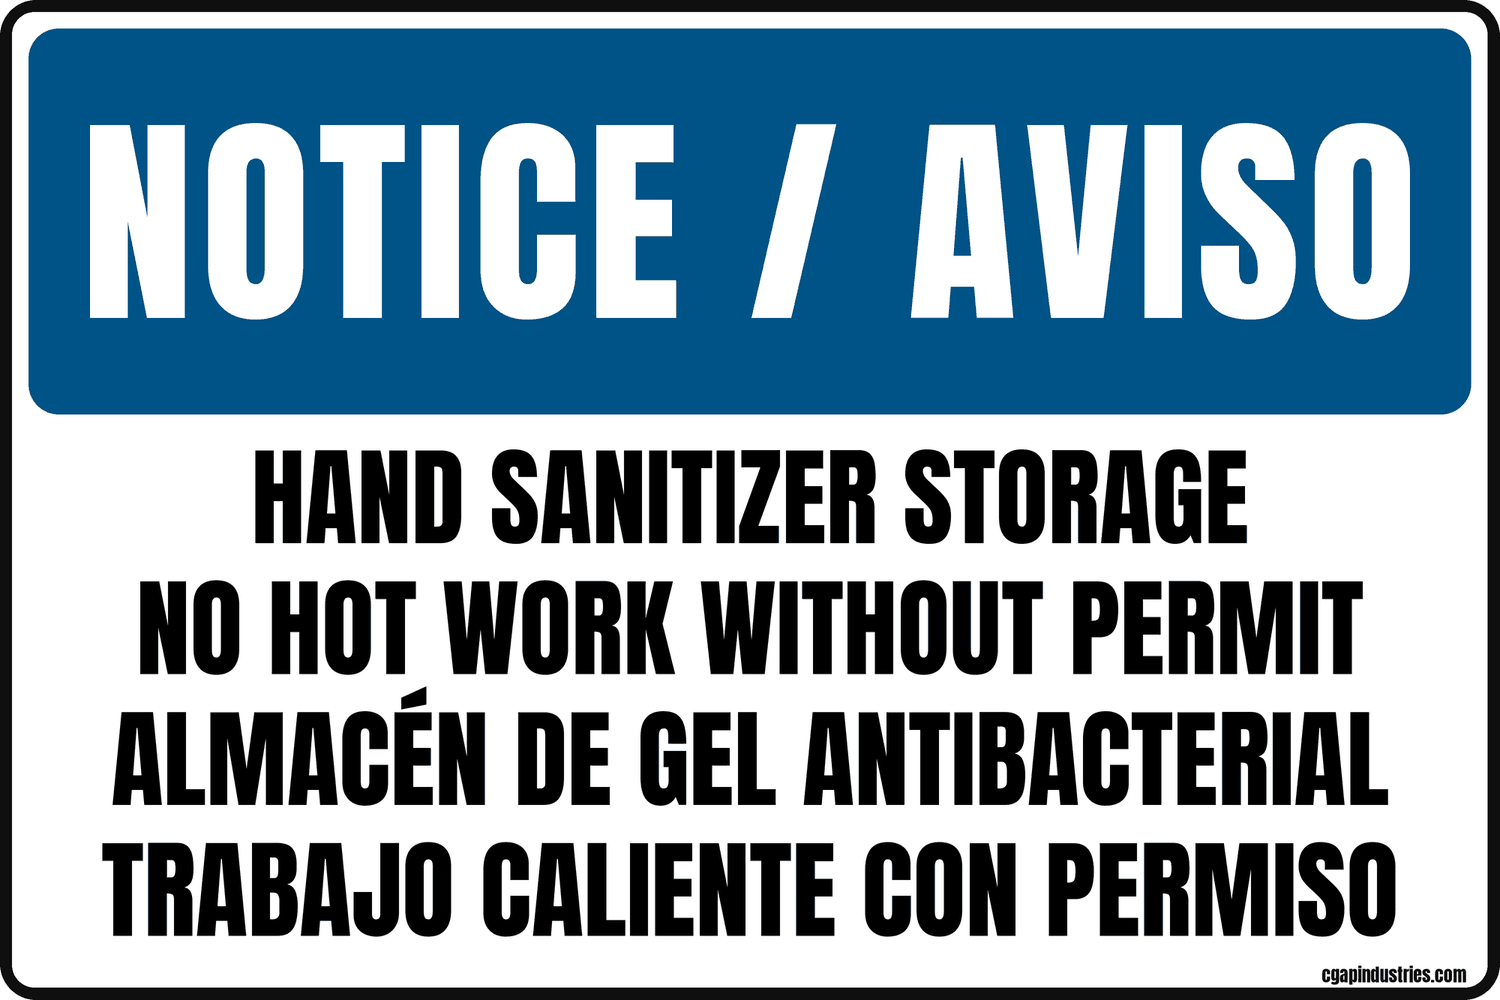 NOTICE / AVISO
HAND SANITIZER STORAGE
NO HOT WORK WITHOUT PERMIT
ALMACÉN DE GEL ANTIBACTERIAL
TRABAJO CALIENTE CON PERMISO
cgapindustries.com